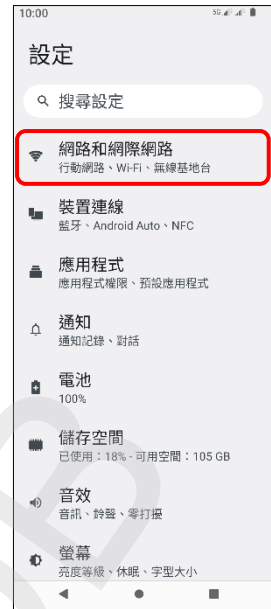 10:00
5G
設定
搜尋設定
網路和網際網路
行動網路、Wi-Fi、無線基地台
裝置連線
藍牙、Android Auto、NFC
應用程式
應用程式權限、預設應用程式
通知
通知記錄、對話
電池
100%
儲存空間
已使用：18% - 可用空間：105 GB
音效
音訊、鈴聲、零打擾
螢幕
亮度等級、休眠、字型大小